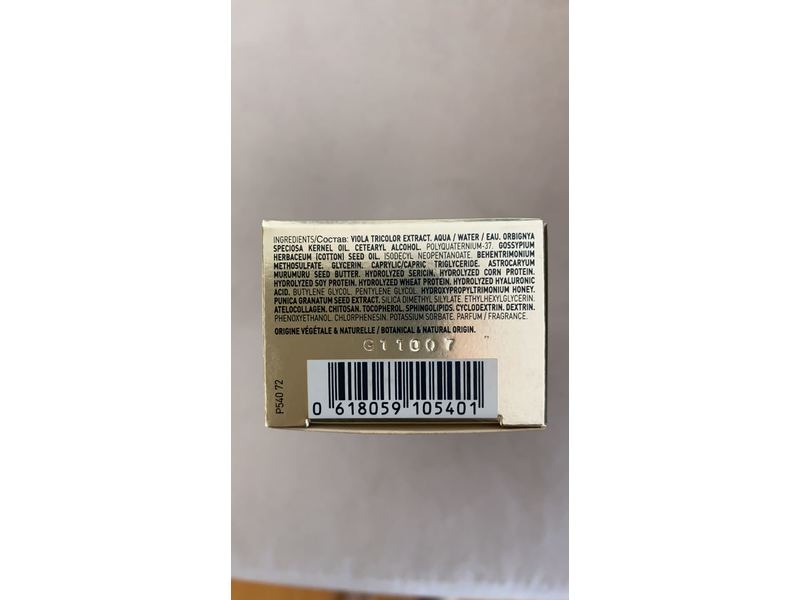 INGREDIENTS/Состав: VIOLA TRICOLOR EXTRACT. AQUA / WATER / EAU. ORBIGNYA
SPECIOSA KERNEL OIL. CETEARYL ALCOHOL. POLYQUATERNIUM-37. GOSSYPIUM
HERBACEUM (COTTON) SEED OIL. ISODECYL NEOPENTANOATE. BEHENTRIMONIUM
METHOSULFATE. GLYCERIN. CAPRYLIC/CAPRIC TRIGLYCERIDE. ASTROCARYUM
MURUMURU SEED BUTTER. HYDROLYZED SERICIN. HYDROLYZED CORN PROTEIN.
HYDROLYZED SOY PROTEIN. HYDROLYZED WHEAT PROTEIN. HYDROLYZED HYALURONIC
ACID. BUTYLENE GLYCOL. PENTYLENE GLYCOL. HYDROXYPROPYLTRIMONIUM HONEY.
PUNICA GRANATUM SEED EXTRACT. SILICA DIMETHYL SILYLATE. ETHYLHEXYLGLYCERIN.
ATELOCOLLAGEN. CHITOSAN. TOCOPHEROL. SPHINGOLIPIDS. CYCLODEXTRIN. DEXTRIN.
PHENOXYETHANOL. CHLORPHENESIN. POTASSIUM SORBATE. PARFUM / FRAGRANCE.
ORIGINE VÉGÉTALE & NATURELLE / BOTANICAL & NATURAL ORIGIN.
G11007
P540 72
0 618059 105401